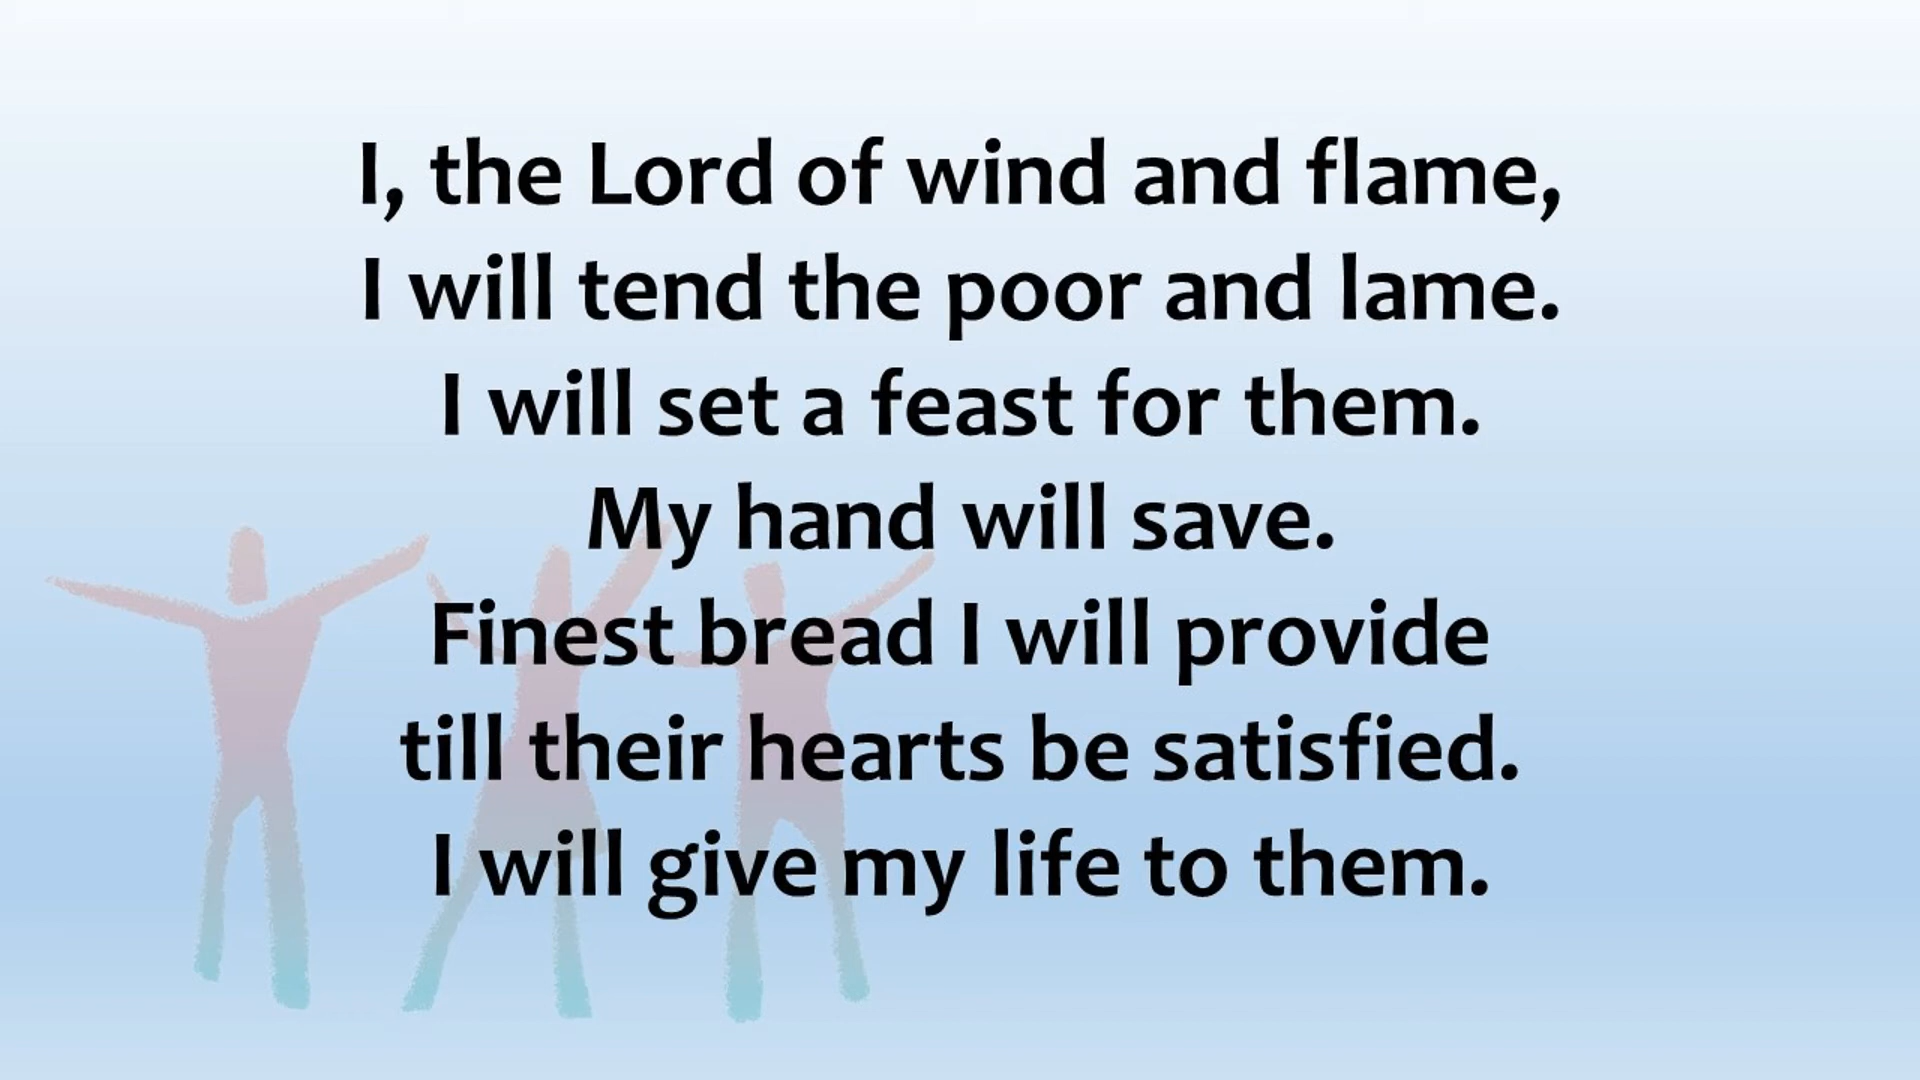 I, the Lord of wind and flame,
I will tend the poor and lame.
I will set a feast for them.
My hand will save.
Finest bread I will provide
till their hearts be satisfied.
I will give my life to them.